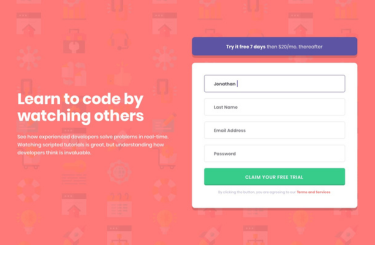 Learn to code by
watching others
See how experienced developers solve problems in real-time.
Watching scripted tutorials is great, but understanding how
developers think is invaluable.
Try it free 7 days then $20/mo. thereafter
Jonathan
Last Name
Email Address
Password
CLAIM YOUR FREE TRIAL
By clicking the button, you are agreeing to our Terms and Services